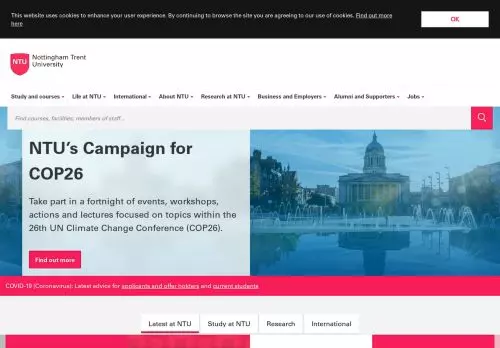 This website uses cookies to enhance your user experience. By continuing to browse the site you are agreeing to our use of cookies. Find out more
here
OK
NTU
Nottingham Trent
University
Study and courses
Life at NTU
International
About NTU
Research at NTU
Business and Employers
Alumni and Supporters
Jobs
Find courses, facilities, members of staff...
NTU's Campaign for
COP26
Take part in a fortnight of events, workshops,
actions and lectures focused on topics within the
26th UN Climate Change Conference (COP26).
Find out more
COVID-19 (Coronavirus): Latest advice for applicants and offer holders and current students
Latest at NTU
Study at NTU
Research
International